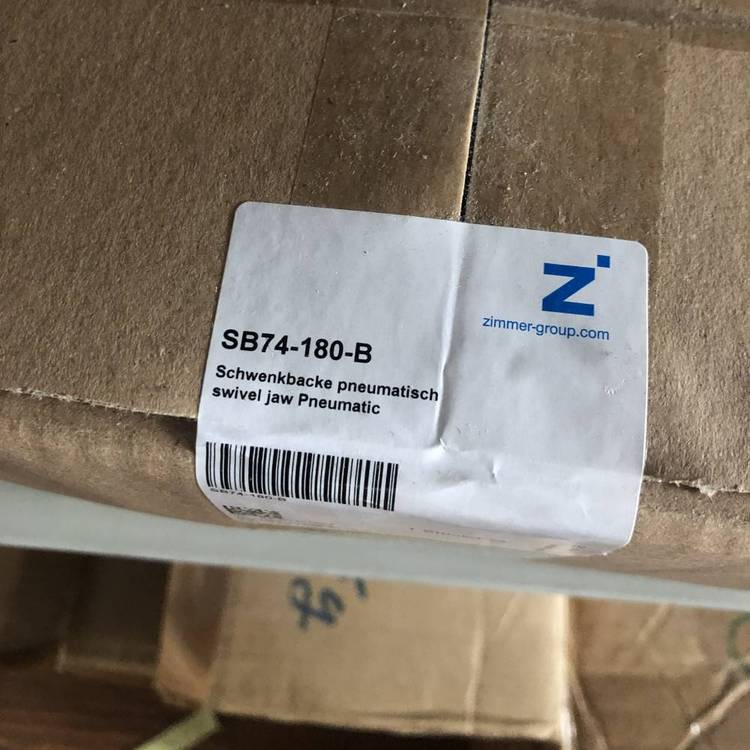 Z
zimmer-group.com
SB74-180-B
Schwenkbacke pneumatisch
swivel jaw Pneumatic
SB74-180-B